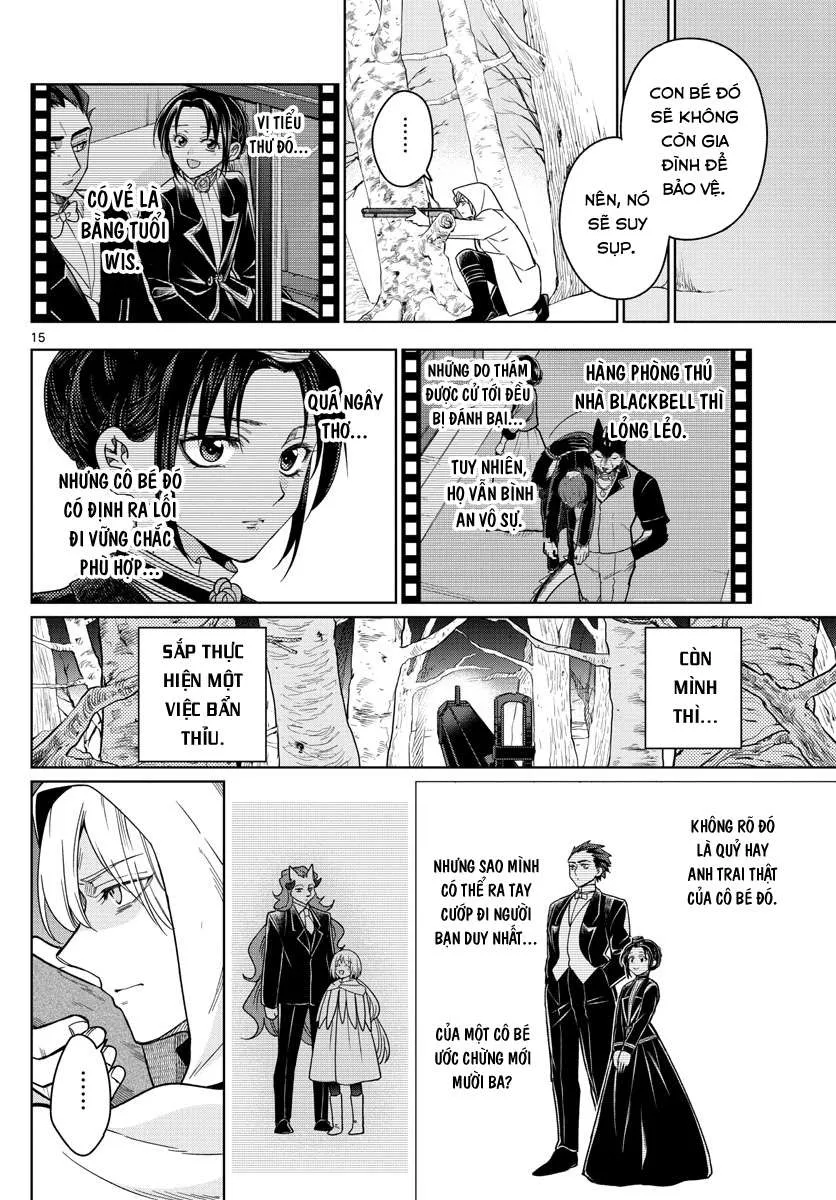 CON BÉ ĐÓ
SẼ KHÔNG
CÒN GIA
ĐÌNH ĐỂ
BẢO VỆ.
NÊN, NÓ
SẼ SUY
SỤP.
......
VỊ TIỂU
THƯ ĐÓ...
CÓ VẺ LÀ
BẰNG TUỔI
WIS.
15
HÀNG PHÒNG THỦ
NHÀ BLACKBELL THÌ
LỎNG LẺO.
NHỮNG DO THÁM
ĐƯỢC CỬ TỚI ĐỀU
BỊ ĐÁNH BẠI...
TUY NHIÊN,
HỌ VẪN BÌNH
AN VÔ SỰ.
QUÁ NGÂY
THƠ...
NHƯNG CÔ BÉ ĐÓ
CÓ ĐỊNH RA LỐI
ĐI VỮNG CHẮC
PHÙ HỢP...
CÒN
MÌNH
THÌ...
SẮP THỰC
HIỆN MỘT
VIỆC BẨN
THỈU.
KHÔNG RÕ ĐÓ
LÀ QUỶ HAY
ANH TRAI THẬT
CỦA CÔ BÉ ĐÓ.
NHƯNG SAO MÌNH
CÓ THỂ RA TAY
CƯỚP ĐI NGƯỜI
BẠN DUY NHẤT...
CỦA MỘT CÔ BÉ
ƯỚC CHỪNG MỚI
MƯỜI BA?
......